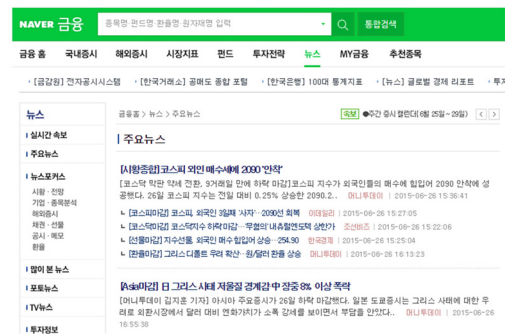 NAVER 금융
종목명·펀드명·환율명·원자재명 입력
통합검색
금융 홈 국내증시 해외증시 시장지표 펀드 투자전략 뉴스 MY금융 추천종목
· [금감원] 전자공시시스템 · [한국거래소] 공매도 종합 포털 · [한국은행] 100대 통계지표 · [뉴스] 글로벌 경제 리포트 · 투자
뉴스
실시간 속보
주요뉴스
뉴스포커스
시황·전망
기업·종목분석
해외증시
채권·선물
공시·메모
환율
많이 본 뉴스
포토뉴스
TV뉴스
투자정보
금융홈 > 뉴스 > 주요뉴스
속보 ●주간 증시 캘린더(6월 25일~29일)
주요뉴스
[시황종합]코스피 외인 매수세에 2090 '안착'
[코스닥 막판 약세 전환, 9거래일 만에 하락 마감]코스피 지수가 외국인들의 매수에 힘입어 2090 안착에 성
공했다. 26일 코스피 지수는 전일 대비 0.25% 상승한 2090.2.. 머니투데이 | 2015-06-26 15:36:41
[코스피마감] 코스피, 외국인 3일째 '사자'…2090선 회복 이데일리 | 2015-06-26 15:27:05
[코스닥마감] 코스닥지수 하락 마감…무혐의 내츄럴엔도텍 상한가 조선비즈 | 2015-06-26 15:22:06
[선물마감] 지수선물, 외국인 매수 힘입어 상승…254.90 한국경제 | 2015-06-26 15:25:04
[환율마감] 그리스 디폴트 우려 확산…원/달러 환율 상승 머니투데이 | 2015-06-26 16:13:23
[Asia마감] 日 그리스 사태 저울질 경계감·中 장중 8% 이상 폭락
[머니투데이 김지훈 기자] 아시아 주요증시가 26일 하락 마감했다. 일본 도쿄증시는 그리스 사태에 대한 우
려로 외환시장에서 달러 대비 엔화가치가 소폭 강세를 보이면서 부담을 안았다.. 머니투데이 | 2015-06-26
16:55:38